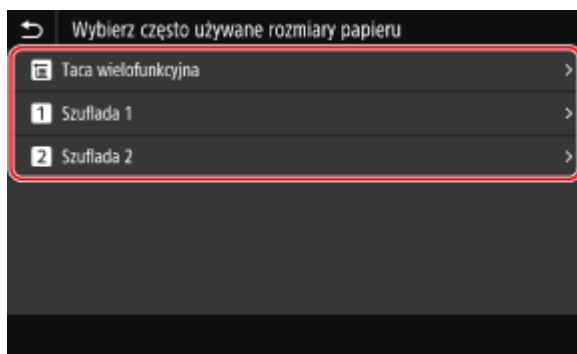 Wybierz często używane rozmiary papieru
Taca wielofunkcyjna
1 Szuflada 1
2 Szuflada 2